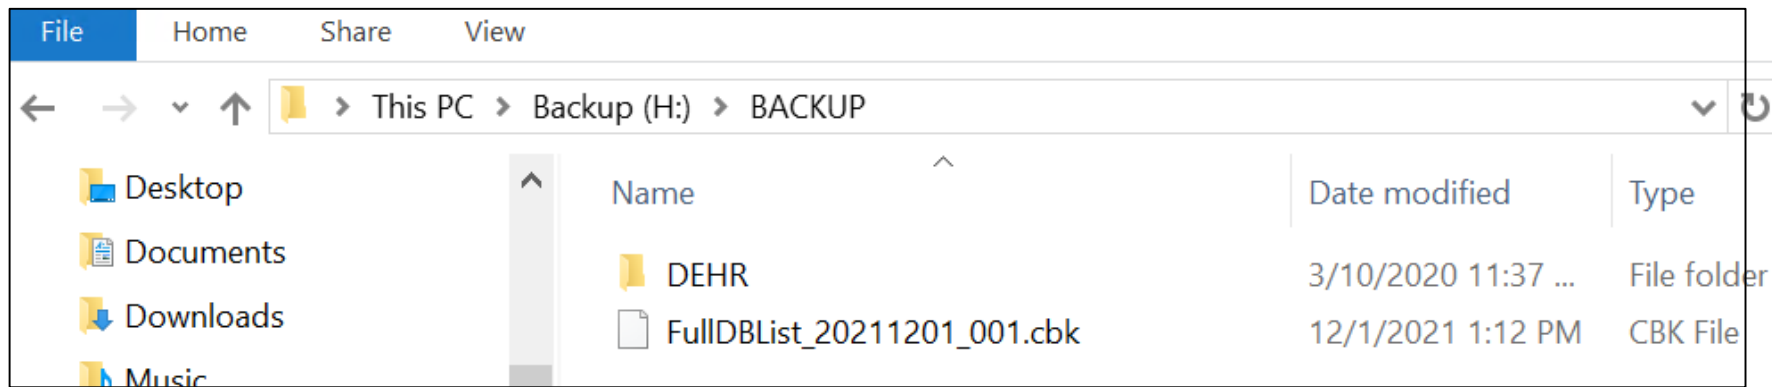 File Home Share View
This PC > Backup (H:) > BACKUP
Desktop
Documents
Downloads
Music
Name Date modified Type
DEHR 3/10/2020 11:37 ... File folder
FullDBList_20211201_001.cbk 12/1/2021 1:12 PM CBK File